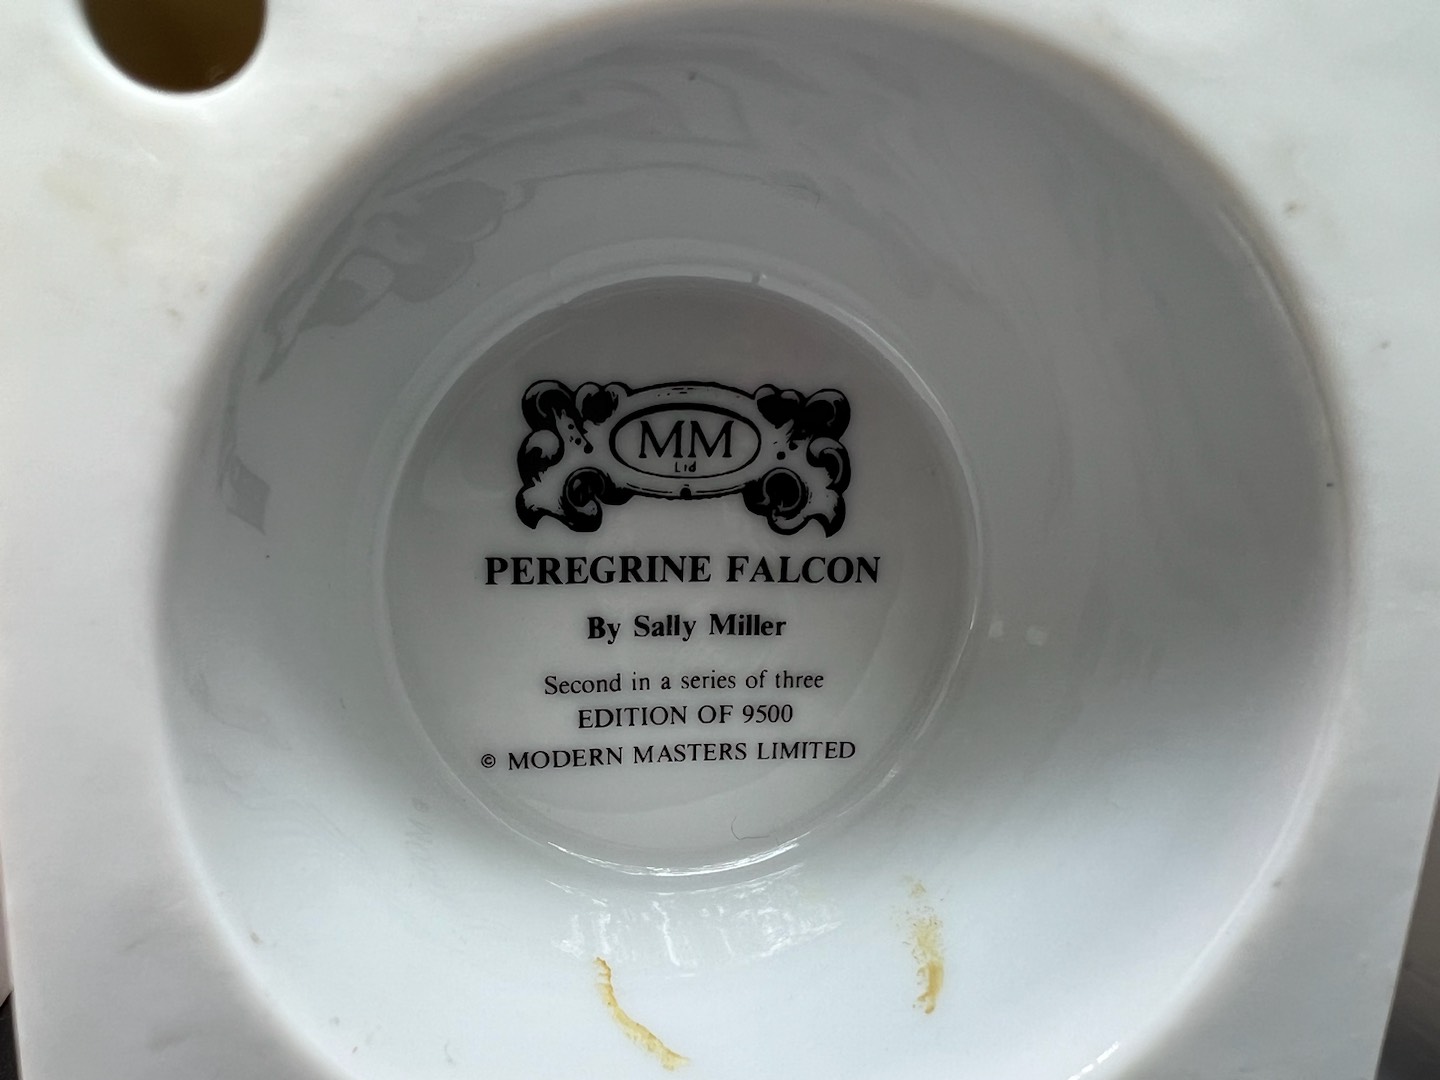 MM
Ltd
PEREGRINE FALCON
By Sally Miller
Second in a series of three
EDITION OF 9500
© MODERN MASTERS LIMITED